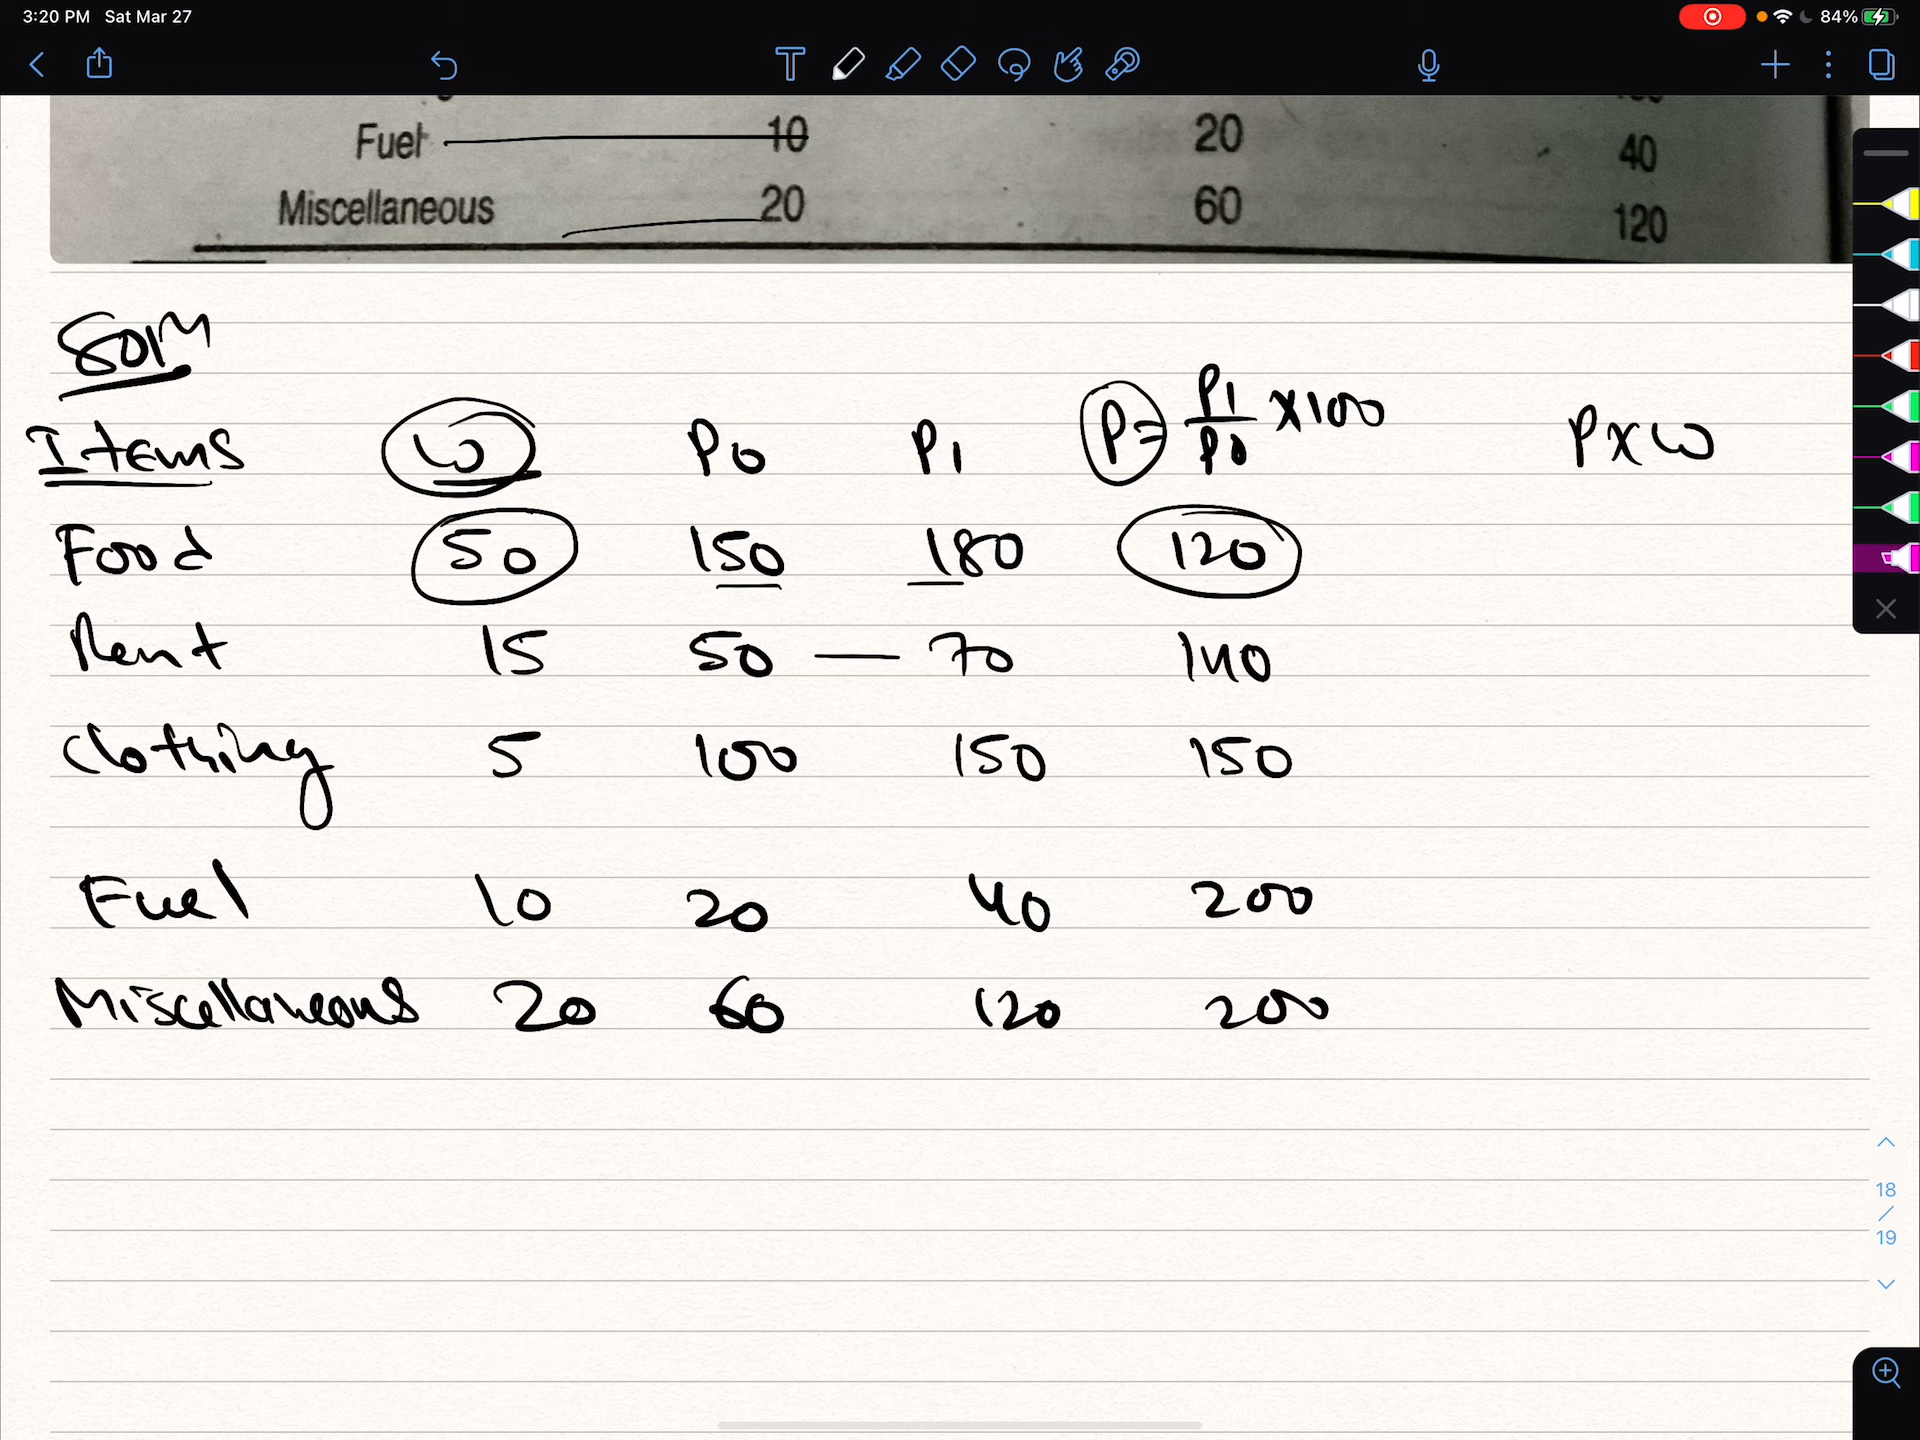 3:20 PM Sat Mar 27 84%
Fuel 10 20 40
Miscellaneous 20 60 120
Soln
Items W P0 P1 P= P1/P0 ×100 P×W
Food 50 150 180 120
Rent 15 50 — 70 140
Clothing 5 100 150 150
Fuel 10 20 40 200
Miscellaneous 20 60 120 200
18
/
19